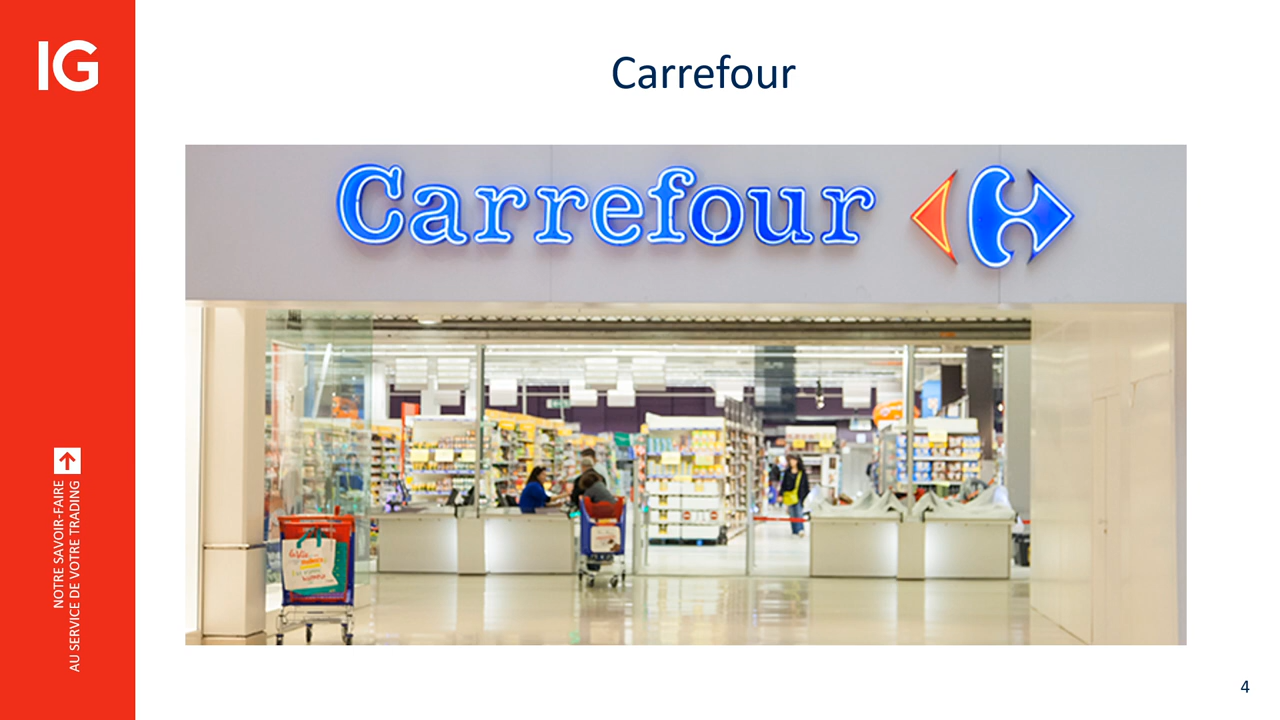 IG
Carrefour
Carrefour
NOTRE SAVOIR-FAIRE
AU SERVICE DE VOTRE TRADING
4